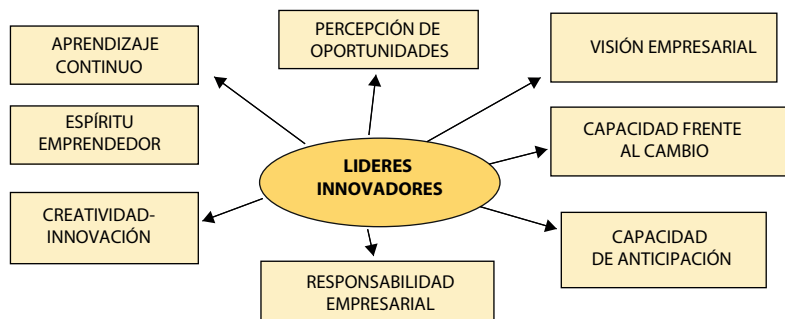 APRENDIZAJE
CONTINUO
PERCEPCIÓN DE
OPORTUNIDADES
VISIÓN EMPRESARIAL
ESPÍRITU
EMPRENDEDOR
LIDERES
INNOVADORES
CAPACIDAD FRENTE
AL CAMBIO
CREATIVIDAD-
INNOVACIÓN
RESPONSABILIDAD
EMPRESARIAL
CAPACIDAD
DE ANTICIPACIÓN